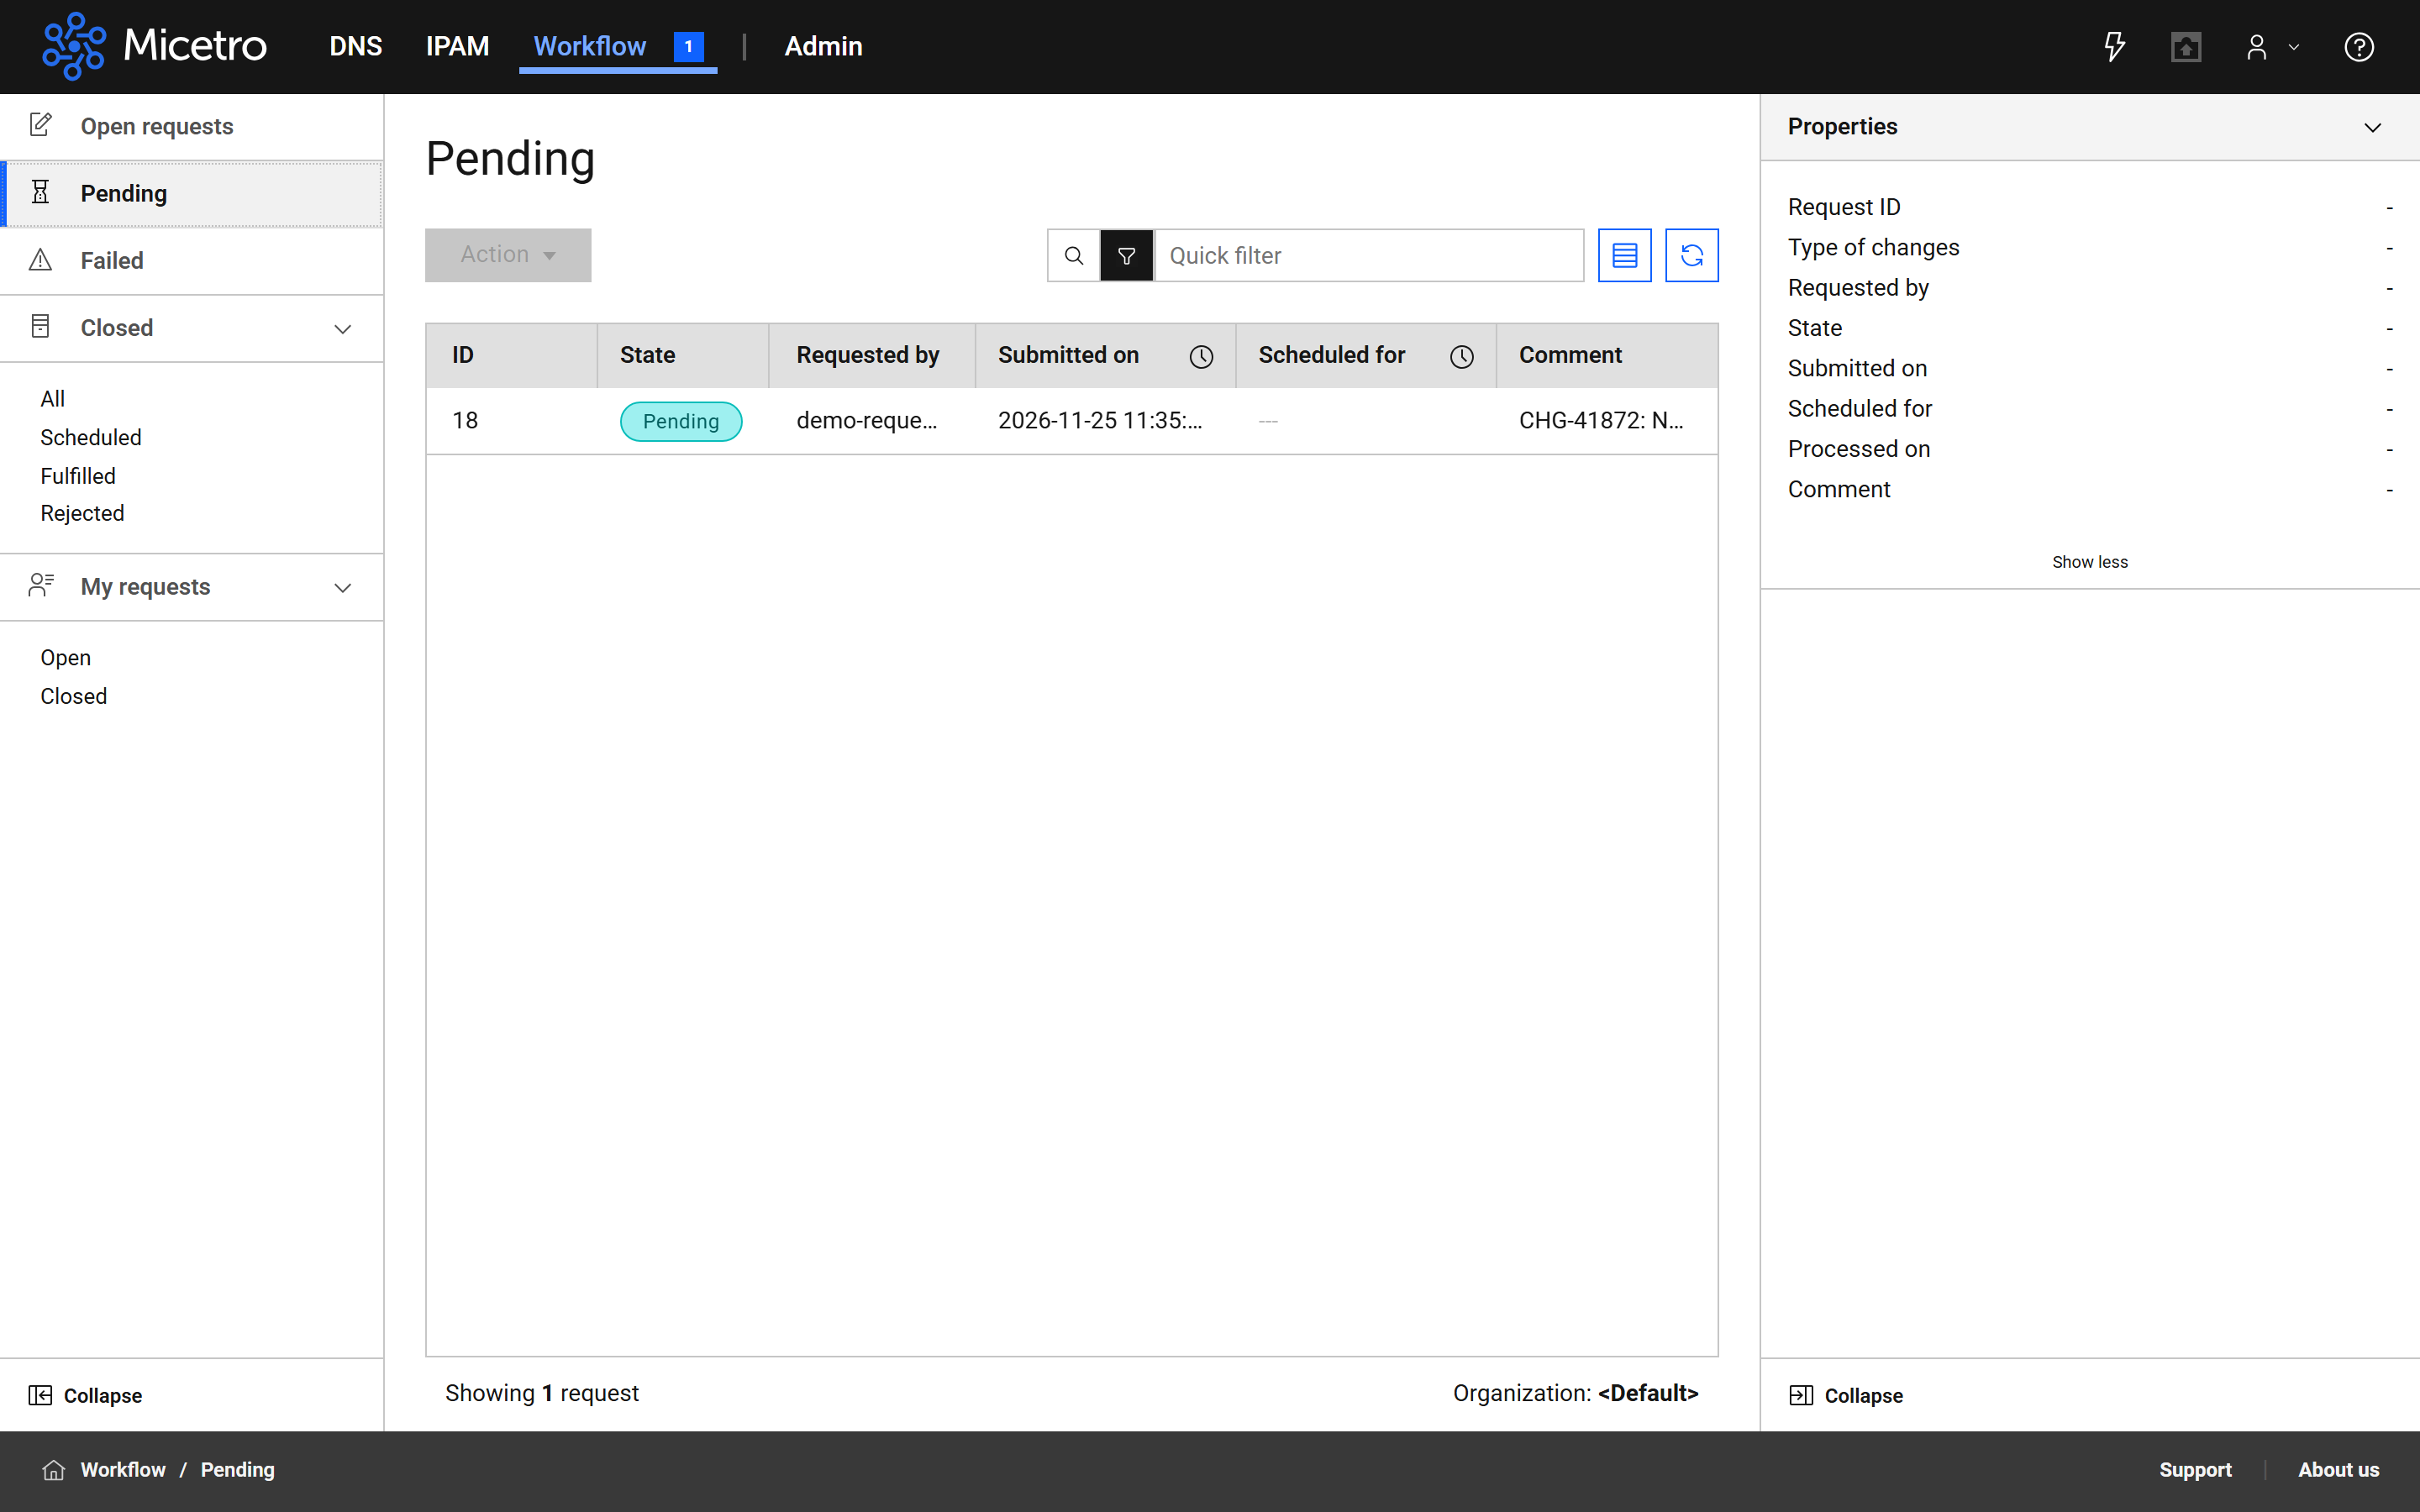 Micetro DNS IPAM Workflow 1 | Admin
Open requests
Pending
Failed
Closed
All
Scheduled
Fulfilled
Rejected
My requests
Open
Closed
Collapse
Pending
Action
Quick filter
ID State Requested by Submitted on Scheduled for Comment
18 Pending demo-reque... 2026-11-25 11:35:... --- CHG-41872: N...
Showing 1 request
Organization: <Default>
Properties
Request ID -
Type of changes -
Requested by -
State -
Submitted on -
Scheduled for -
Processed on -
Comment -
Show less
Collapse
Workflow / Pending
Support
About us